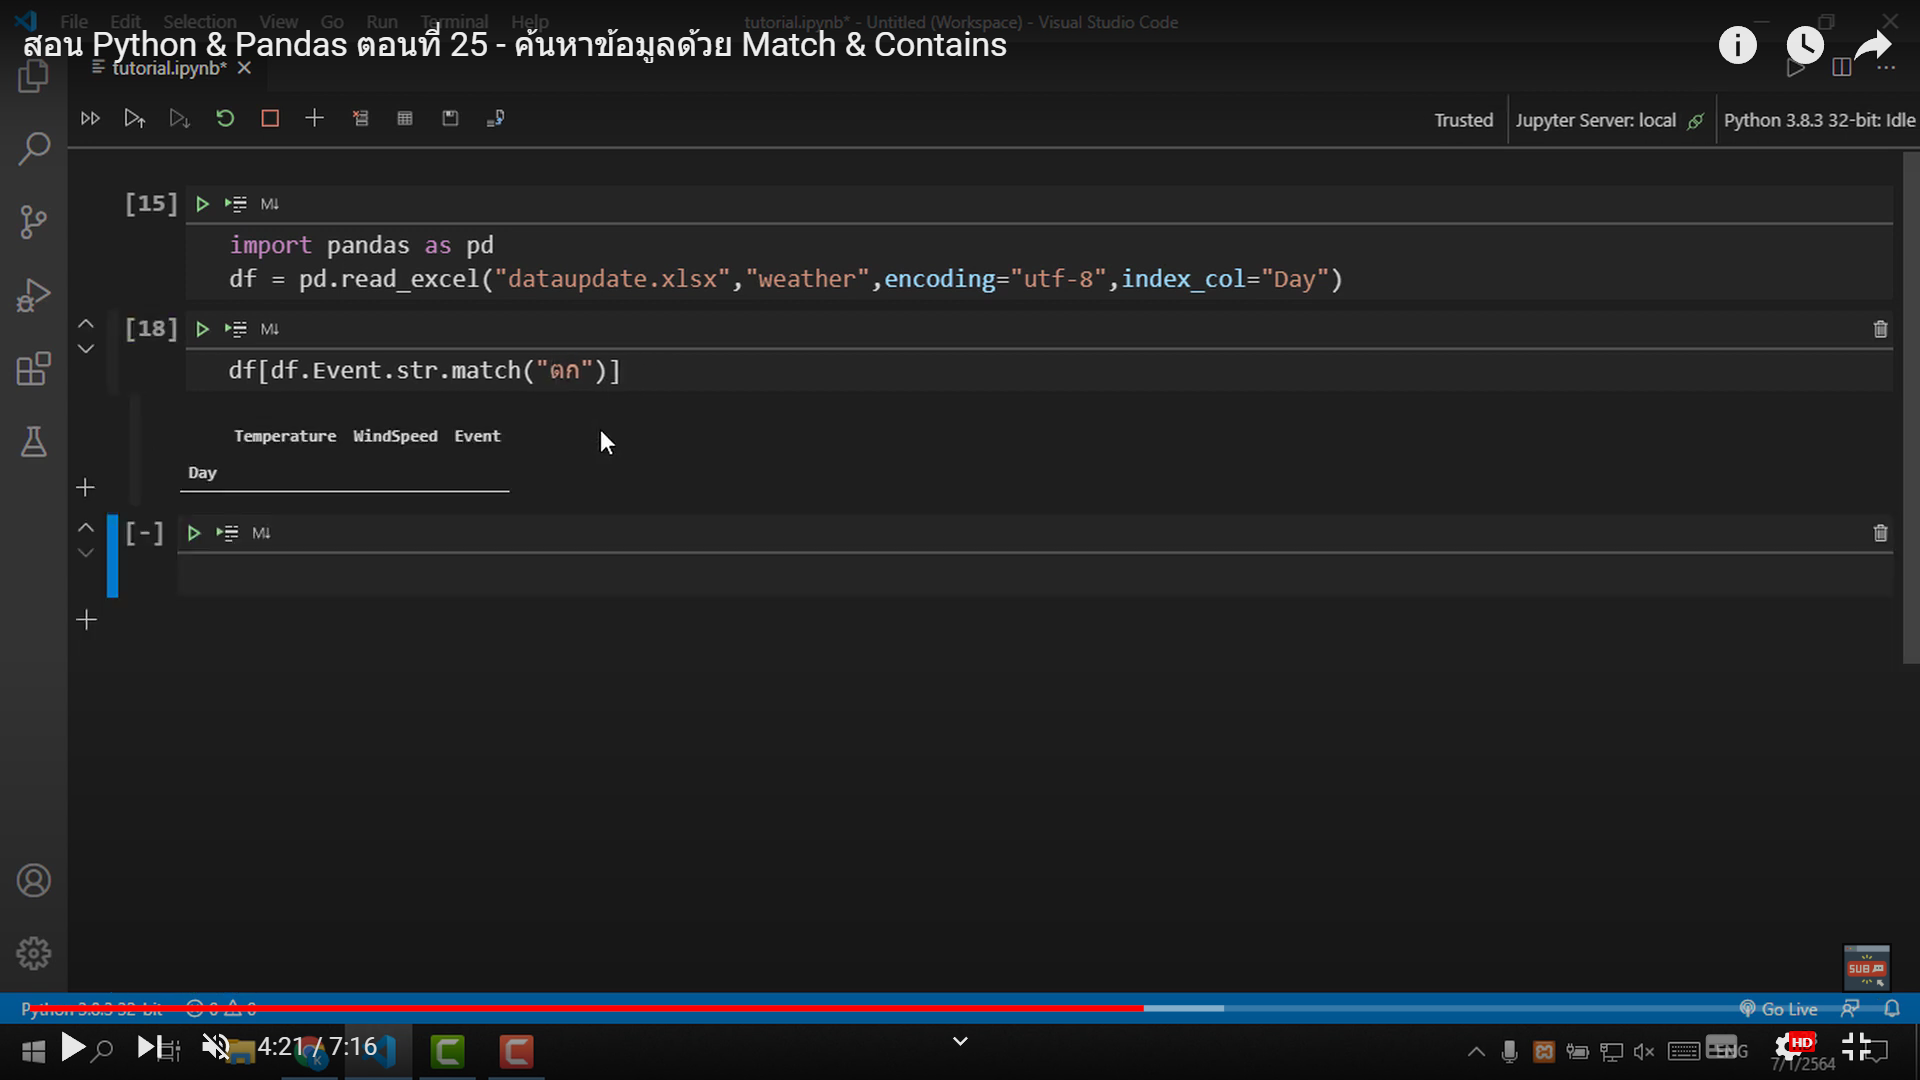 File Edit Selection View Go Run Terminal Help
tutorial.ipynb* - Untitled (Workspace) - Visual Studio Code
สอน Python & Pandas ตอนที่ 25 - ค้นหาข้อมูลด้วย Match & Contains
tutorial.ipynb*
Trusted
Jupyter Server: local
Python 3.8.3 32-bit: Idle
[15]
M↓
import pandas as pd
df = pd.read_excel("dataupdate.xlsx","weather",encoding="utf-8",index_col="Day")
[18]
M↓
df[df.Event.str.match("ตก")]
Temperature WindSpeed Event
Day
[-]
M↓
SUB
Python 3.8.3 32-bit 0 0
Go Live
4:21 / 7:16
ENG
HD
7/1/2564